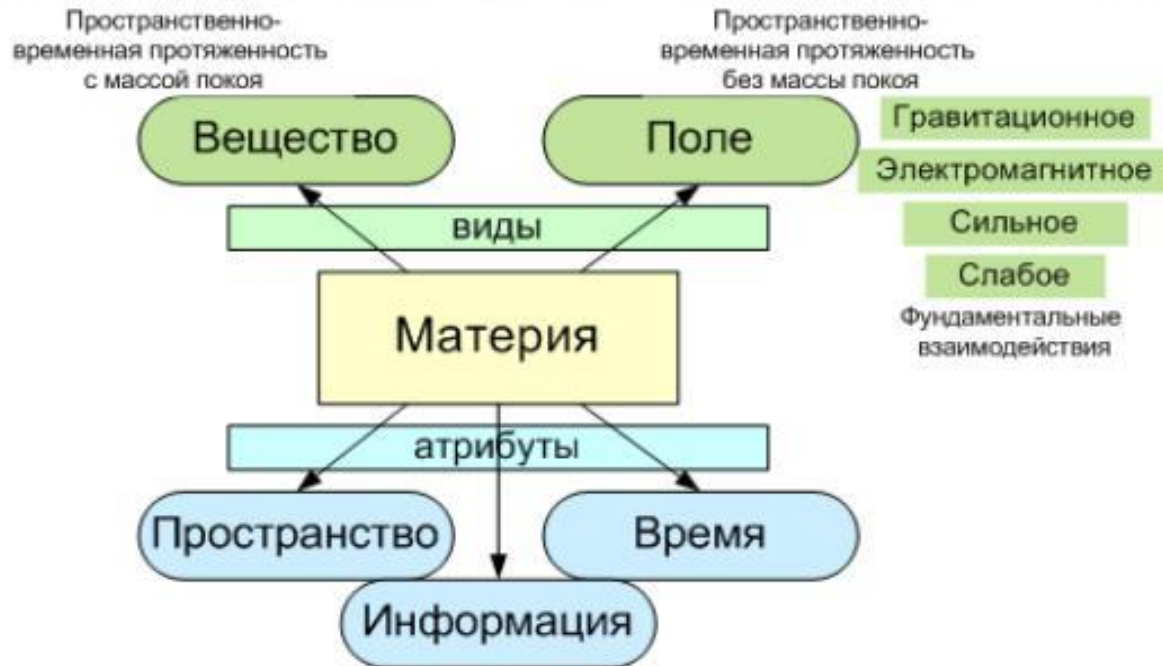 Пространственно-
временная протяженность
с массой покоя
Пространственно-
временная протяженность
без массы покоя
Вещество
Поле
Гравитационное
Электромагнитное
Сильное
Слабое
Фундаментальные
взаимодействия
виды
Материя
атрибуты
Пространство
Время
Информация